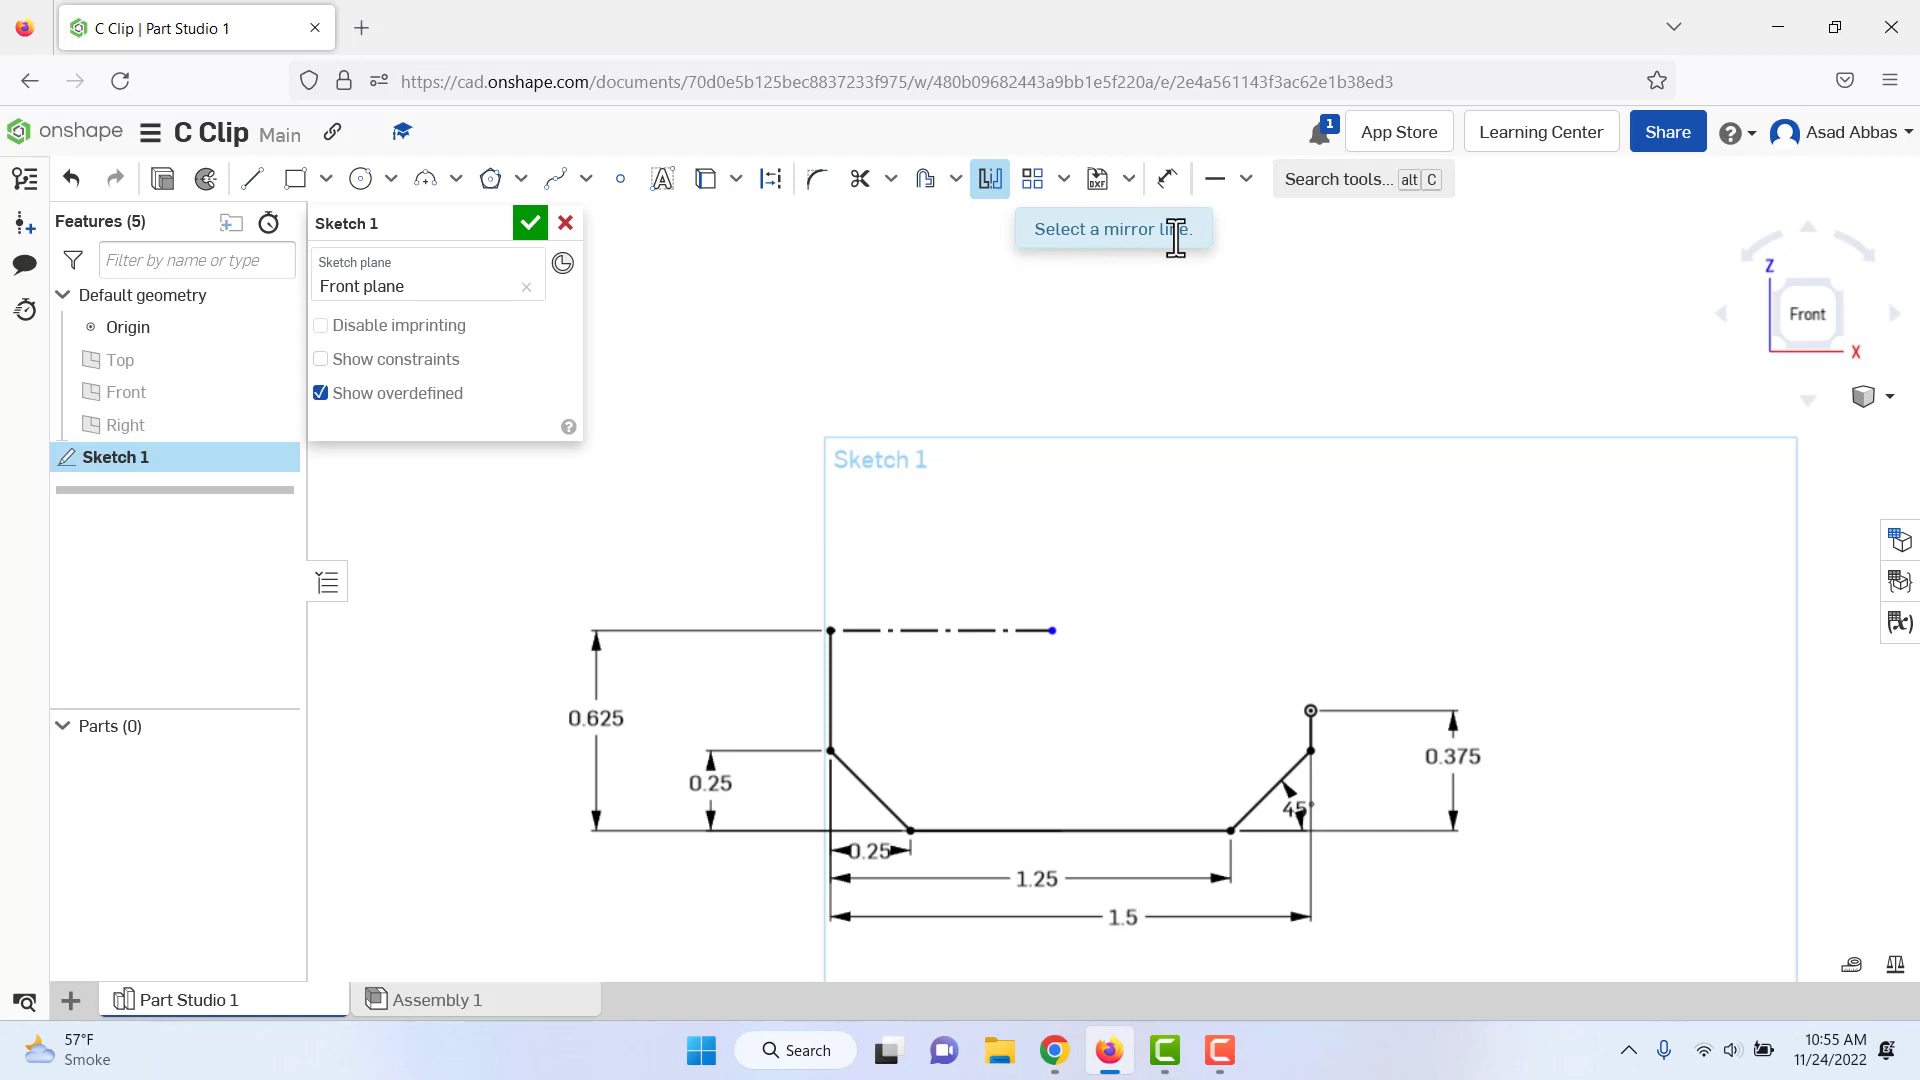 C Clip | Part Studio 1
https://cad.onshape.com/documents/70d0e5b125bec8837233f975/w/480b09682443a9bb1e5f220a/e/2e4a561143f3ac62e1b38ed3
onshape C Clip Main
1
App Store
Learning Center
Share
Asad Abbas
DXF
Search tools... alt C
Features (5)
Sketch 1
Select a mirror line.
Filter by name or type
Sketch plane
Front plane
Default geometry
Origin
Disable imprinting
Top
Show constraints
Front
Show overdefined
Right
Sketch 1
Z
Front
X
Sketch 1
0.625
0.25
0.375
45°
0.25
1.25
1.5
Parts (0)
Part Studio 1
Assembly 1
57°F
Smoke
Search
10:55 AM
11/24/2022